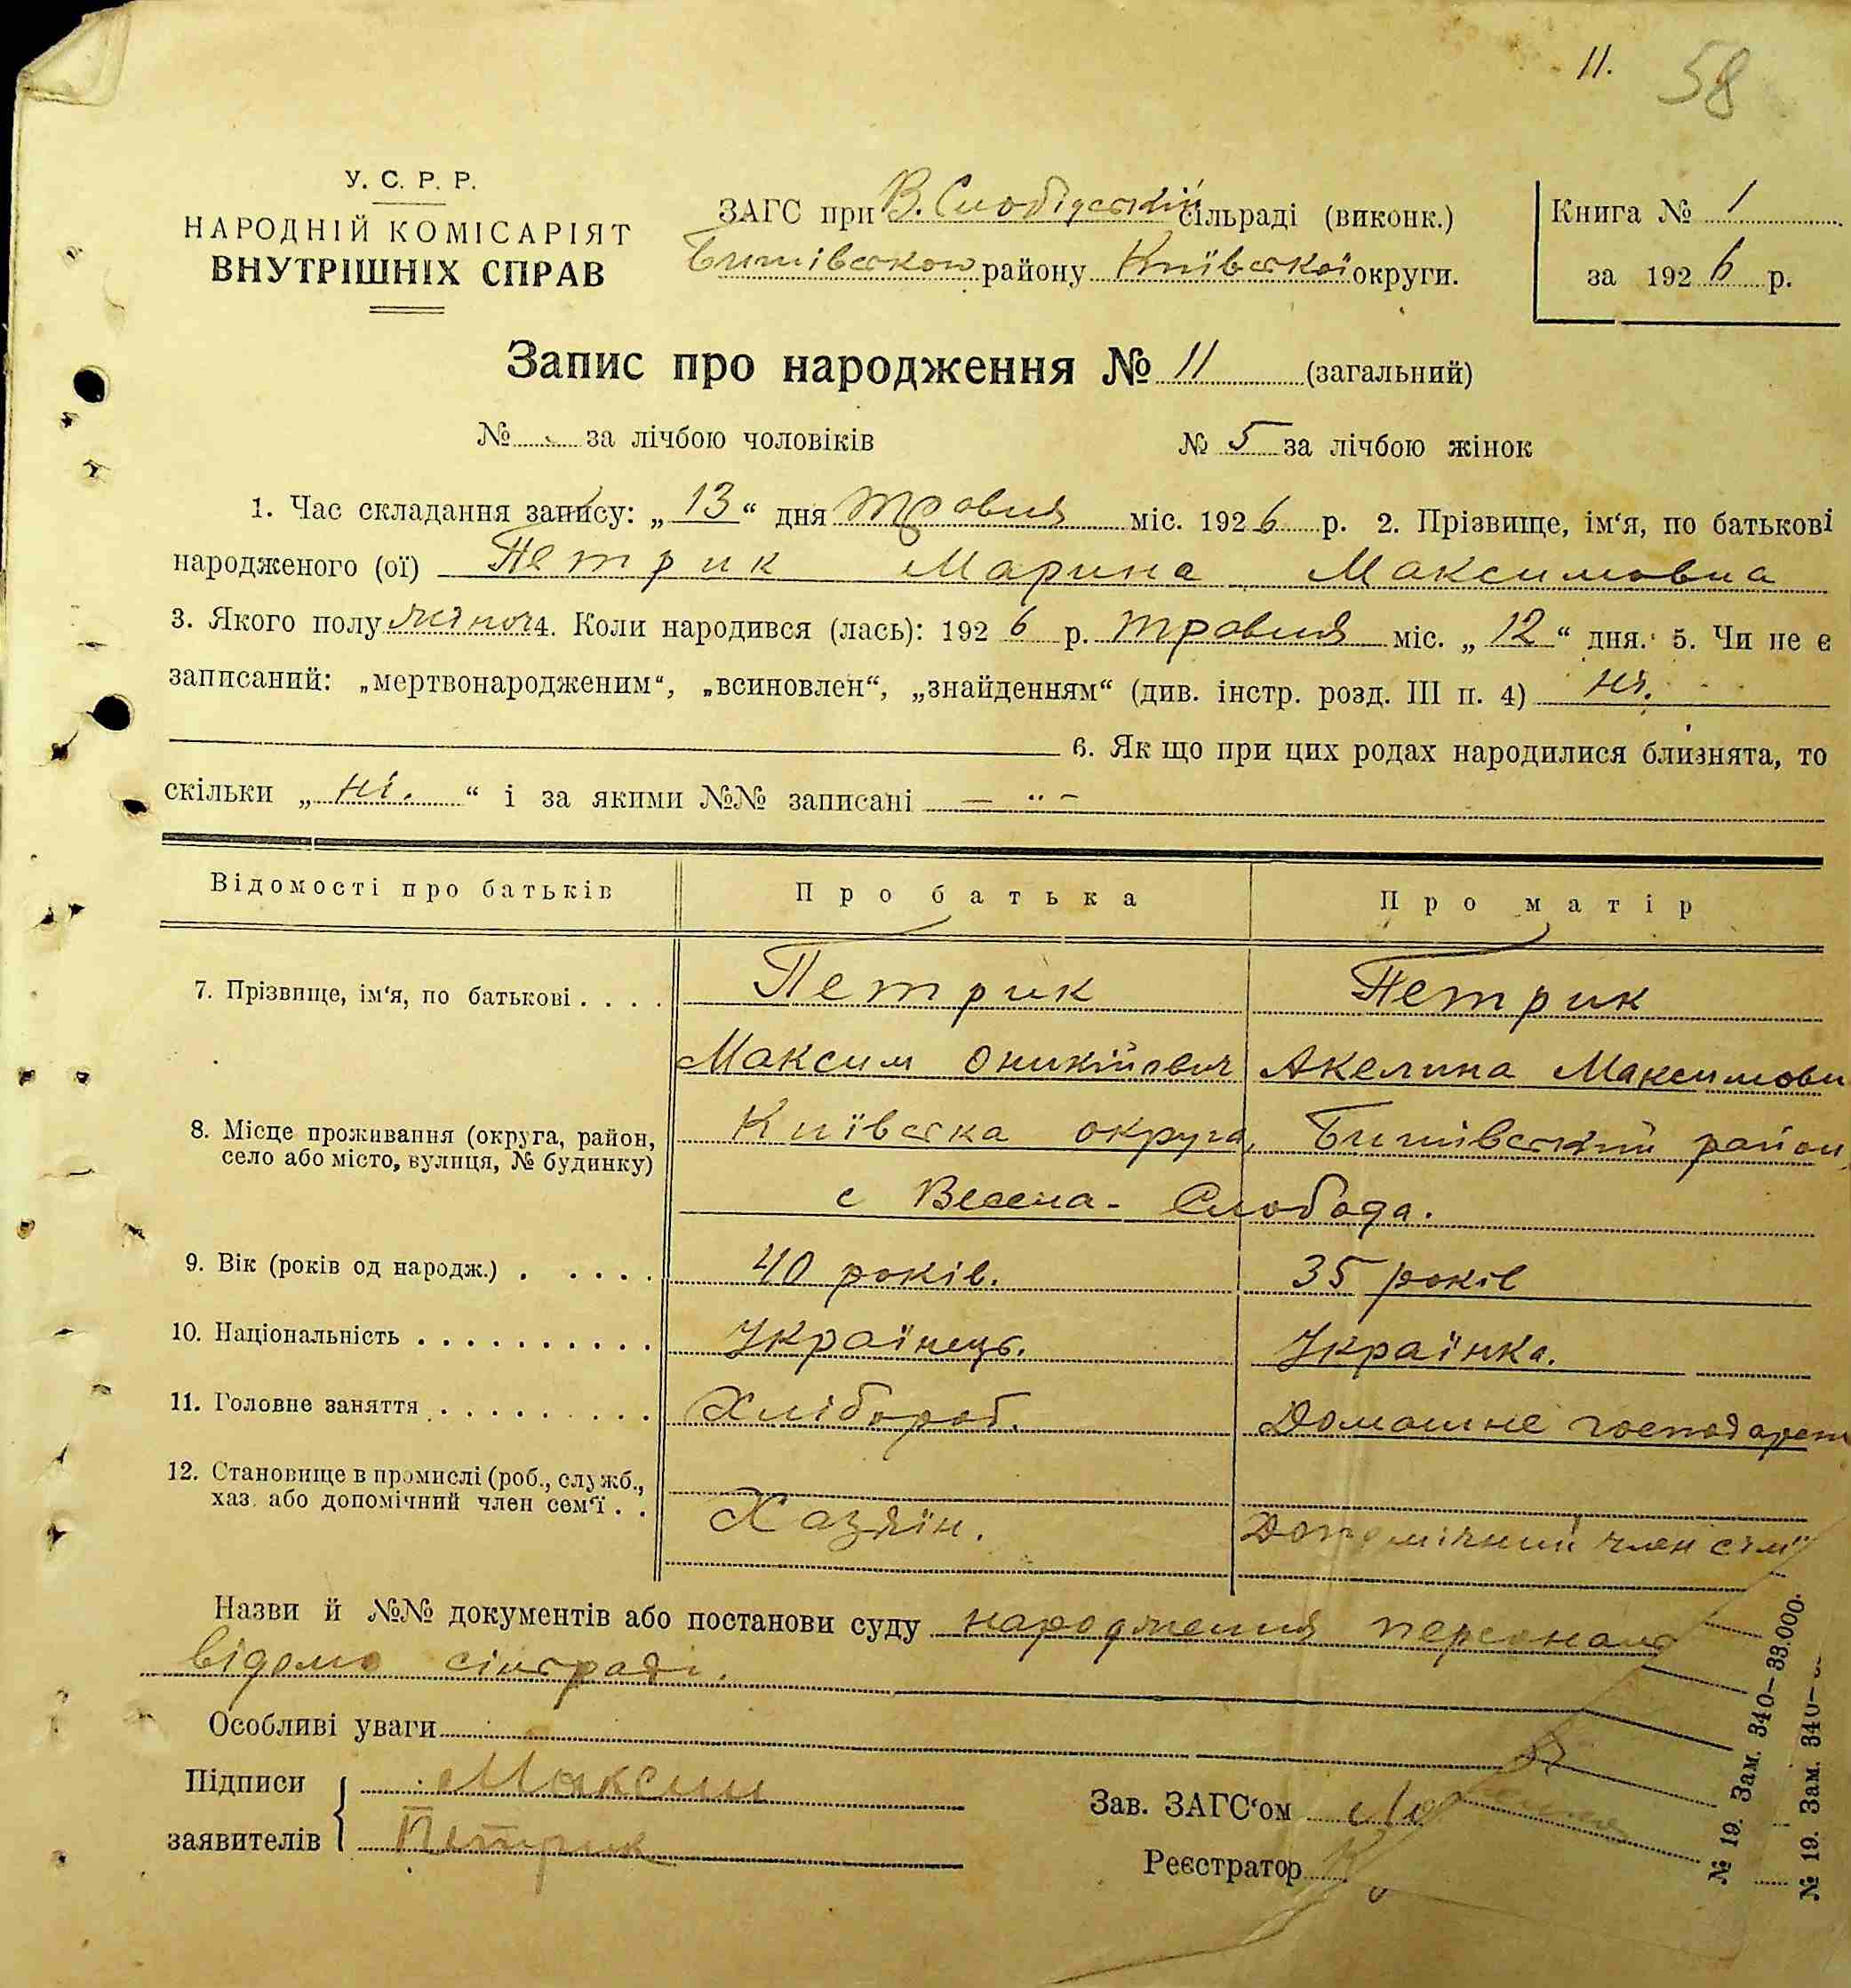 11. 58
У. С. Р. Р.
НАРОДНІЙ КОМІСАРІЯТ
ВНУТРІШНІХ СПРАВ
ЗАГС при В. Слобідській сільраді (виконк.)
Бишівського району Київської округи.
Книга № 1
за 1926 р.
Запис про народження № 11 (загальний)
№ за лічбою чоловіків № 5 за лічбою жінок
1. Час складання запису: „13“ дня травня міс. 1926 р. 2. Прізвище, ім‘я, по батькові
народженого (ої) Петрик Марина Максимовна
3. Якого полу жіноч 4. Коли народився (лась): 1926 р. травня міс. „12“ дня. 5. Чи не є
записаний: „мертвонародженим“, „всиновлен“, „знайденням“ (див. інстр. розд. III п. 4) ні.
6. Як що при цих родах народилися близнята, то
скільки „ні.“ і за якими №№ записані — „ –
Відомості про батьків Про батька Про матір
7. Прізвище, ім‘я, по батькові . . . . Петрик Петрик
Максим Оникійович Акелина Максимовн
8. Місце проживання (округа, район, Київська округа, Бишівський район,
село або місто, вулиця, № будинку)
с Весела-Слобода.
9. Вік (років од народж.) . . . . . 40 років. 35 років
10. Національність . . . . . . . . . . Українець. Українка.
11. Головне заняття . . . . . . . . . Хлібороб. Домашне господарст
12. Становище в промислі (роб., служб.,
хаз. або допомічний член сем‘ї . . Хазяїн. Допомічний член сім'ї
Назви й №№ документів або постанови суду народження персонально
відомо сільраді.
Особливі уваги
Підписи Максим
заявителів Петрик
Зав. ЗАГС‘ом
Реєстратор
№ 19. Зам. 340—33.000.
№ 19. Зам. 340—